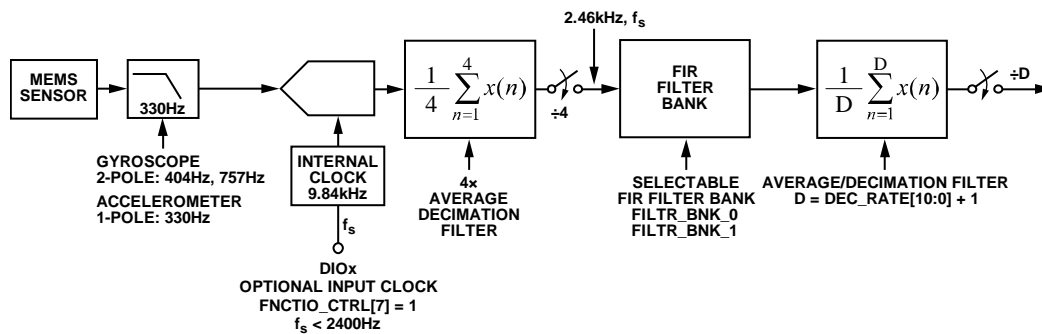 2.46kHz, fs
MEMS
SENSOR
330Hz
1/4 4∑n=1 x(n)
÷4
FIR
FILTER
BANK
1/D D∑n=1 x(n)
÷D
GYROSCOPE
2-POLE: 404Hz, 757Hz
ACCELEROMETER
1-POLE: 330Hz
INTERNAL
CLOCK
9.84kHz
fs
DIOx
OPTIONAL INPUT CLOCK
FNCTIO_CTRL[7] = 1
fs < 2400Hz
4×
AVERAGE
DECIMATION
FILTER
SELECTABLE
FIR FILTER BANK
FILTR_BNK_0
FILTR_BNK_1
AVERAGE/DECIMATION FILTER
D = DEC_RATE[10:0] + 1